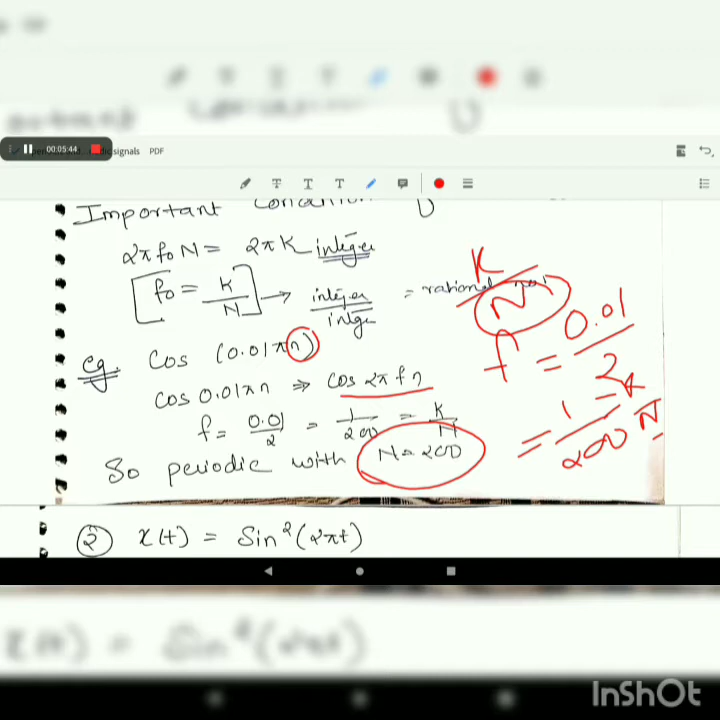 00:05:44 signals PDF
Important
2πf₀N = 2πK integer
[f₀ = K/N] → integer/intge = rational no
K/N
eg. Cos (0.01πn)
Cos 0.01πn ⇒ cos 2πfn
f = 0.01/2 = 1/200 = K/N
f = 0.01/2
= 1/200 = K/N
So periodic with N = 200
② x(t) = Sin²(2πt)
InShOt